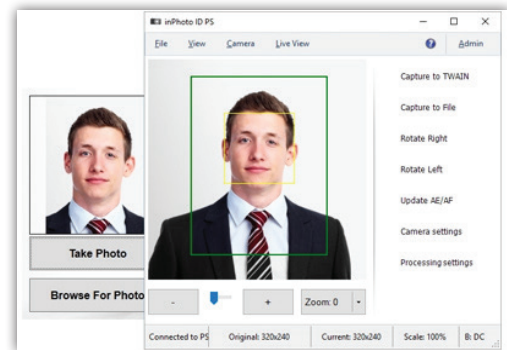 inPhoto ID PS
File View Camera Live View Admin
Capture to TWAIN
Capture to File
Rotate Right
Rotate Left
Update AE/AF
Camera settings
Processing settings
Take Photo
Browse For Photo
- + Zoom: 0
Connected to PS Original: 320x240 Current: 320x240 Scale: 100% B: DC